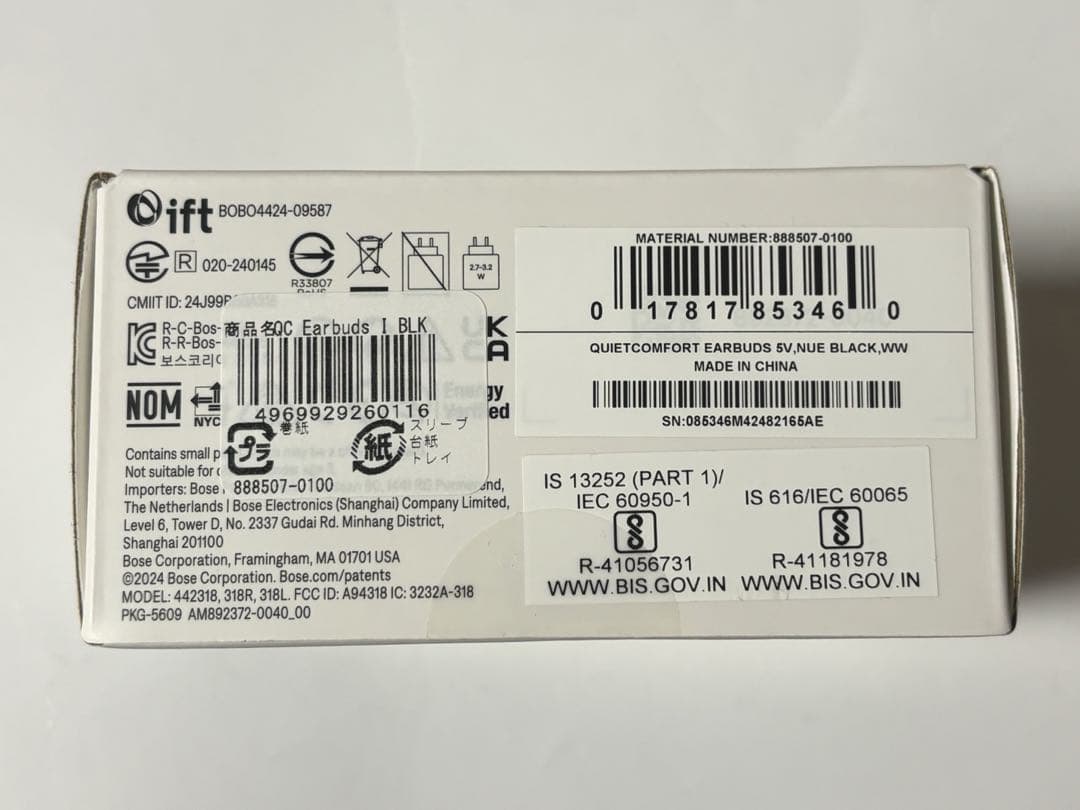 ift BOBO4424-09587
R 020-240145
R33807
RoHS
2.7-3.2
W
CMIIT ID: 24J99
R-C-Bos-
R-R-Bos-
보스코리아
UK
CA
NOM
NYC
Contains small
Not suitable for
Importers: Bose
The Netherlands | Bose Electronics (Shanghai) Company Limited,
Level 6, Tower D, No. 2337 Gudai Rd. Minhang District,
Shanghai 201100
Bose Corporation, Framingham, MA 01701 USA
©2024 Bose Corporation. Bose.com/patents
MODEL: 442318, 318R, 318L. FCC ID: A94318 IC: 3232A-318
PKG-5609 AM892372-0040_00
商品名QC Earbuds I BLK
4969929260116
プラ 巻紙
紙 スリーブ
台紙
トレイ
888507-0100
MATERIAL NUMBER:888507-0100
0 17817 85346 0
QUIETCOMFORT EARBUDS 5V,NUE BLACK,WW
MADE IN CHINA
SN:085346M42482165AE
IS 13252 (PART 1)/
IEC 60950-1
R-41056731
WWW.BIS.GOV.IN
IS 616/IEC 60065
R-41181978
WWW.BIS.GOV.IN